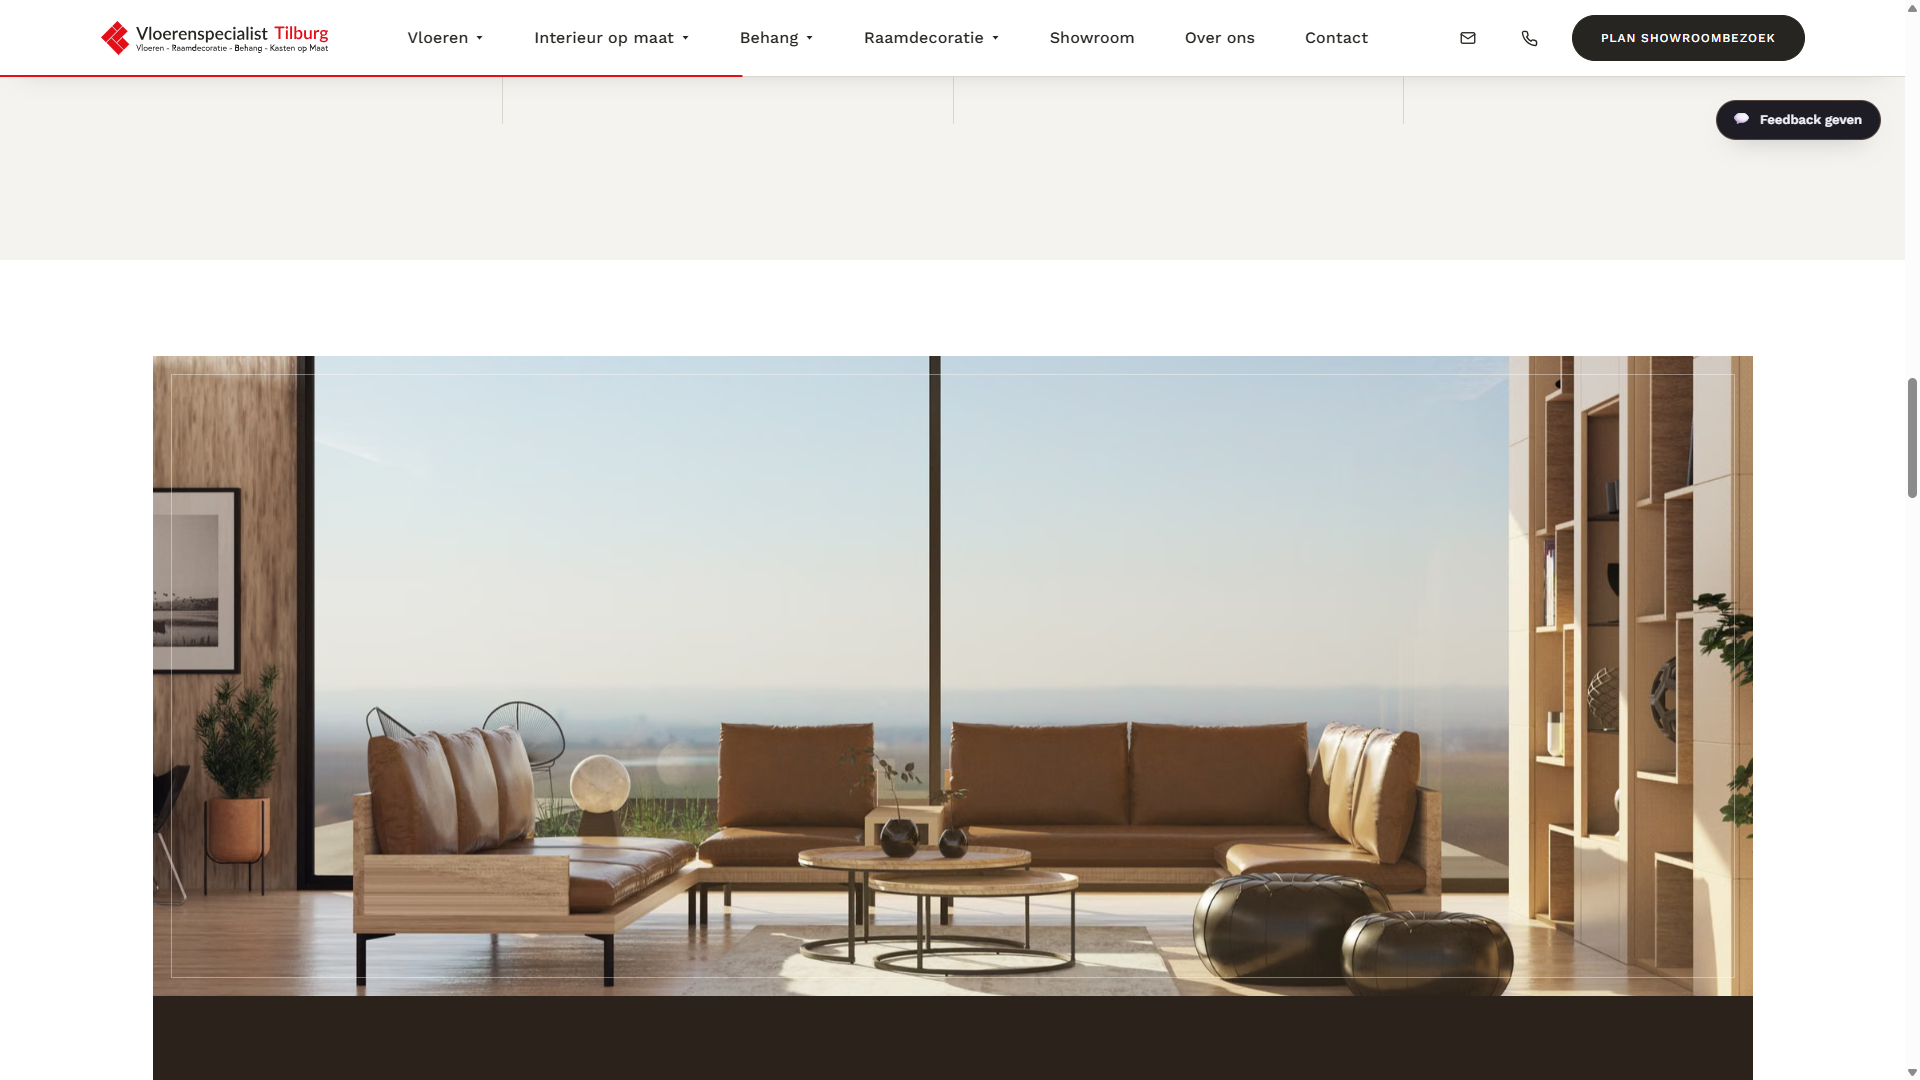 Vloerenspecialist Tilburg
Vloeren - Raamdecoratie - Behang - Kasten op Maat
Vloeren
Interieur op maat
Behang
Raamdecoratie
Showroom
Over ons
Contact
PLAN SHOWROOMBEZOEK
Feedback geven